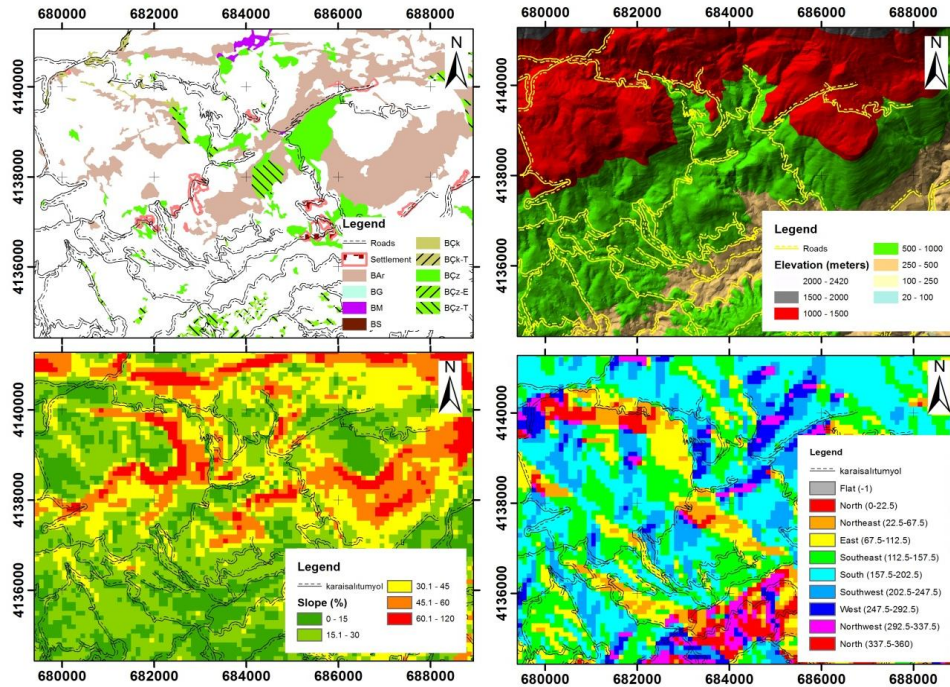 680000 682000 684000 686000 688000
680000 682000 684000 686000 688000
N
N
4140000
4138000
4136000
4140000
4138000
4136000
Legend
Roads
Settlement
BAr
BG
BM
BS
BÇk
BÇk-T
BÇz
BÇz-E
BÇz-T
Legend
Roads
Elevation (meters)
2000 - 2420
1500 - 2000
1000 - 1500
500 - 1000
250 - 500
100 - 250
20 - 100
N
N
4140000
4138000
4136000
4140000
4138000
4136000
Legend
karaisalıtumyol
Slope (%)
0 - 15
15.1 - 30
30.1 - 45
45.1 - 60
60.1 - 120
Legend
karaisalıtumyol
Flat (-1)
North (0-22.5)
Northeast (22.5-67.5)
East (67.5-112.5)
Southeast (112.5-157.5)
South (157.5-202.5)
Southwest (202.5-247.5)
West (247.5-292.5)
Northwest (292.5-337.5)
North (337.5-360)
680000 682000 684000 686000 688000
680000 682000 684000 686000 688000